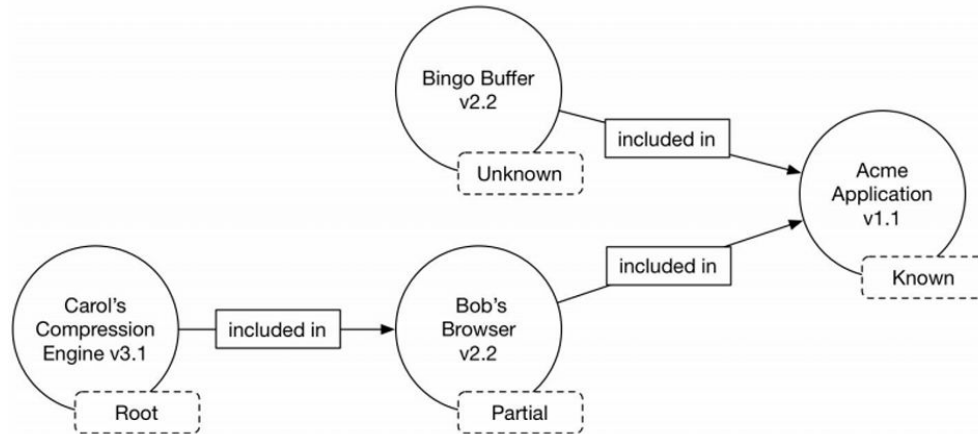 Bingo Buffer
v2.2
Unknown
included in
Acme
Application
v1.1
Known
included in
Carol's
Compression
Engine v3.1
Root
included in
Bob's
Browser
v2.2
Partial